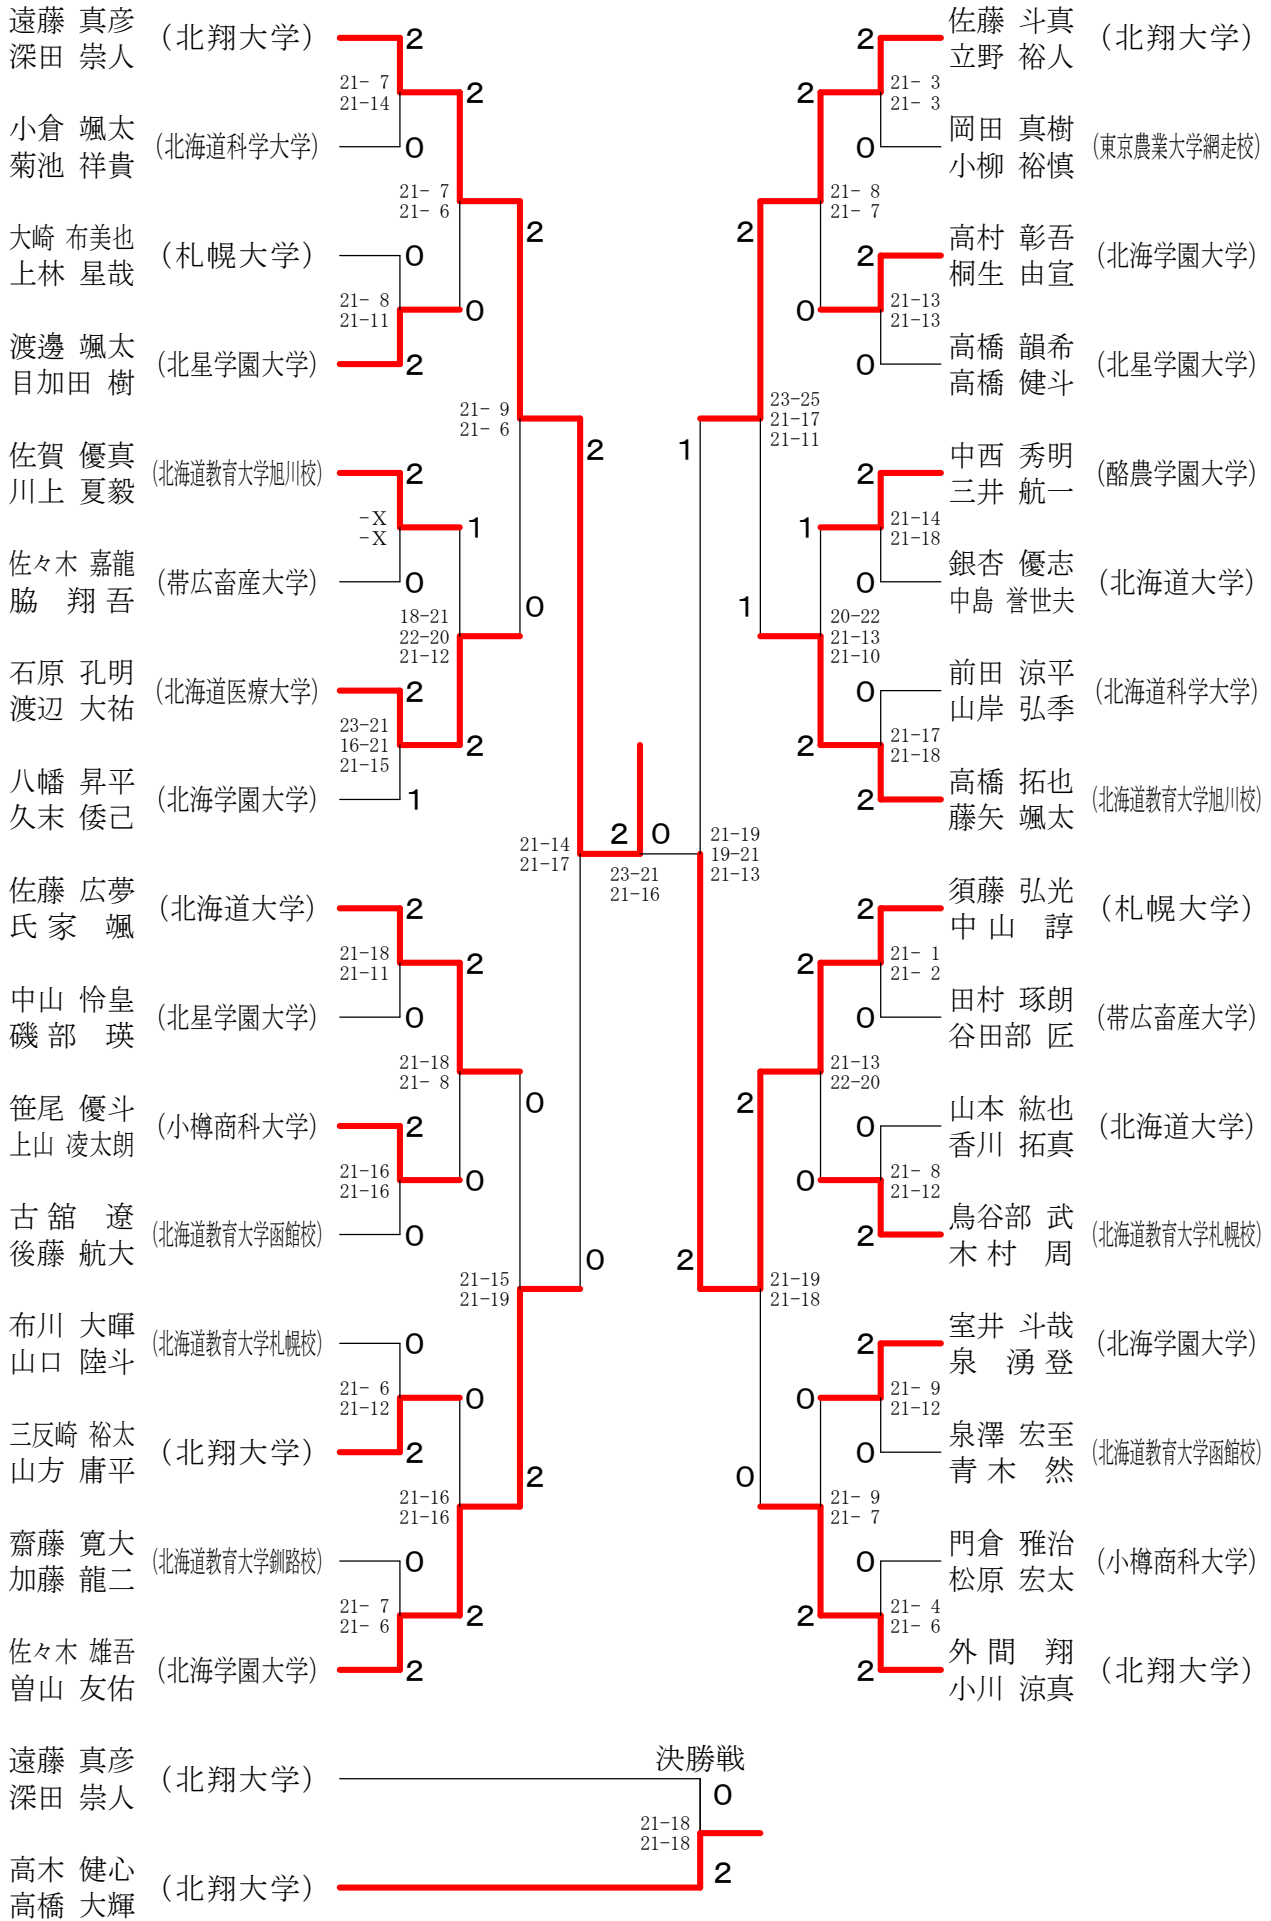 遠藤 真彦
深田 崇人
(北翔大学)
2
21- 7
21-14
2
小倉 颯太
菊池 祥貴
(北海道科学大学)
0
21- 7
21- 6
2
大崎 布美也
上林 星哉
(札幌大学)
0
21- 8
21-11
0
渡邊 颯太
目加田 樹
(北星学園大学)
2
21- 9
21- 6
2
佐賀 優真
川上 夏毅
(北海道教育大学旭川校)
2
-X
-X
1
佐々木 嘉龍
脇 翔吾
(帯広畜産大学)
0
18-21
22-20
21-12
0
石原 孔明
渡辺 大祐
(北海道医療大学)
2
23-21
16-21
21-15
2
八幡 昇平
久末 倭己
(北海学園大学)
1
21-14
21-17
2
0
23-21
21-16
佐藤 広夢
氏家 颯
(北海道大学)
2
21-18
21-11
2
中山 怜皇
磯部 瑛
(北星学園大学)
0
21-18
21- 8
0
笹尾 優斗
上山 凌太朗
(小樽商科大学)
2
21-16
21-16
0
古舘 遼
後藤 航大
(北海道教育大学函館校)
0
21-15
21-19
0
布川 大暉
山口 陸斗
(北海道教育大学札幌校)
0
21- 6
21-12
0
三反崎 裕太
山方 庸平
(北翔大学)
2
21-16
21-16
2
齋藤 寛大
加藤 龍二
(北海道教育大学釧路校)
0
21- 7
21- 6
2
佐々木 雄吾
曽山 友佑
(北海学園大学)
2
2
佐藤 斗真
立野 裕人
(北翔大学)
2
21- 3
21- 3
0
岡田 真樹
小柳 裕慎
(東京農業大学網走校)
2
21- 8
21- 7
2
高村 彰吾
桐生 由宣
(北海学園大学)
0
21-13
21-13
0
高橋 韻希
高橋 健斗
(北星学園大学)
1
23-25
21-17
21-11
2
中西 秀明
三井 航一
(酪農学園大学)
1
21-14
21-18
0
銀杏 優志
中島 誉世夫
(北海道大学)
1
20-22
21-13
21-10
0
前田 涼平
山岸 弘季
(北海道科学大学)
2
21-17
21-18
2
高橋 拓也
藤矢 颯太
(北海道教育大学旭川校)
21-19
19-21
21-13
2
須藤 弘光
中山 諄
(札幌大学)
2
21- 1
21- 2
0
田村 琢朗
谷田部 匠
(帯広畜産大学)
2
21-13
22-20
0
山本 紘也
香川 拓真
(北海道大学)
0
21- 8
21-12
2
鳥谷部 武
木村 周
(北海道教育大学札幌校)
2
21-19
21-18
2
室井 斗哉
泉 湧登
(北海学園大学)
0
21- 9
21-12
0
泉澤 宏至
青木 然
(北海道教育大学函館校)
0
21- 9
21- 7
0
門倉 雅治
松原 宏太
(小樽商科大学)
2
21- 4
21- 6
2
外間 翔
小川 涼真
(北翔大学)
決勝戦
遠藤 真彦
深田 崇人
(北翔大学)
0
21-18
21-18
高木 健心
高橋 大輝
(北翔大学)
2